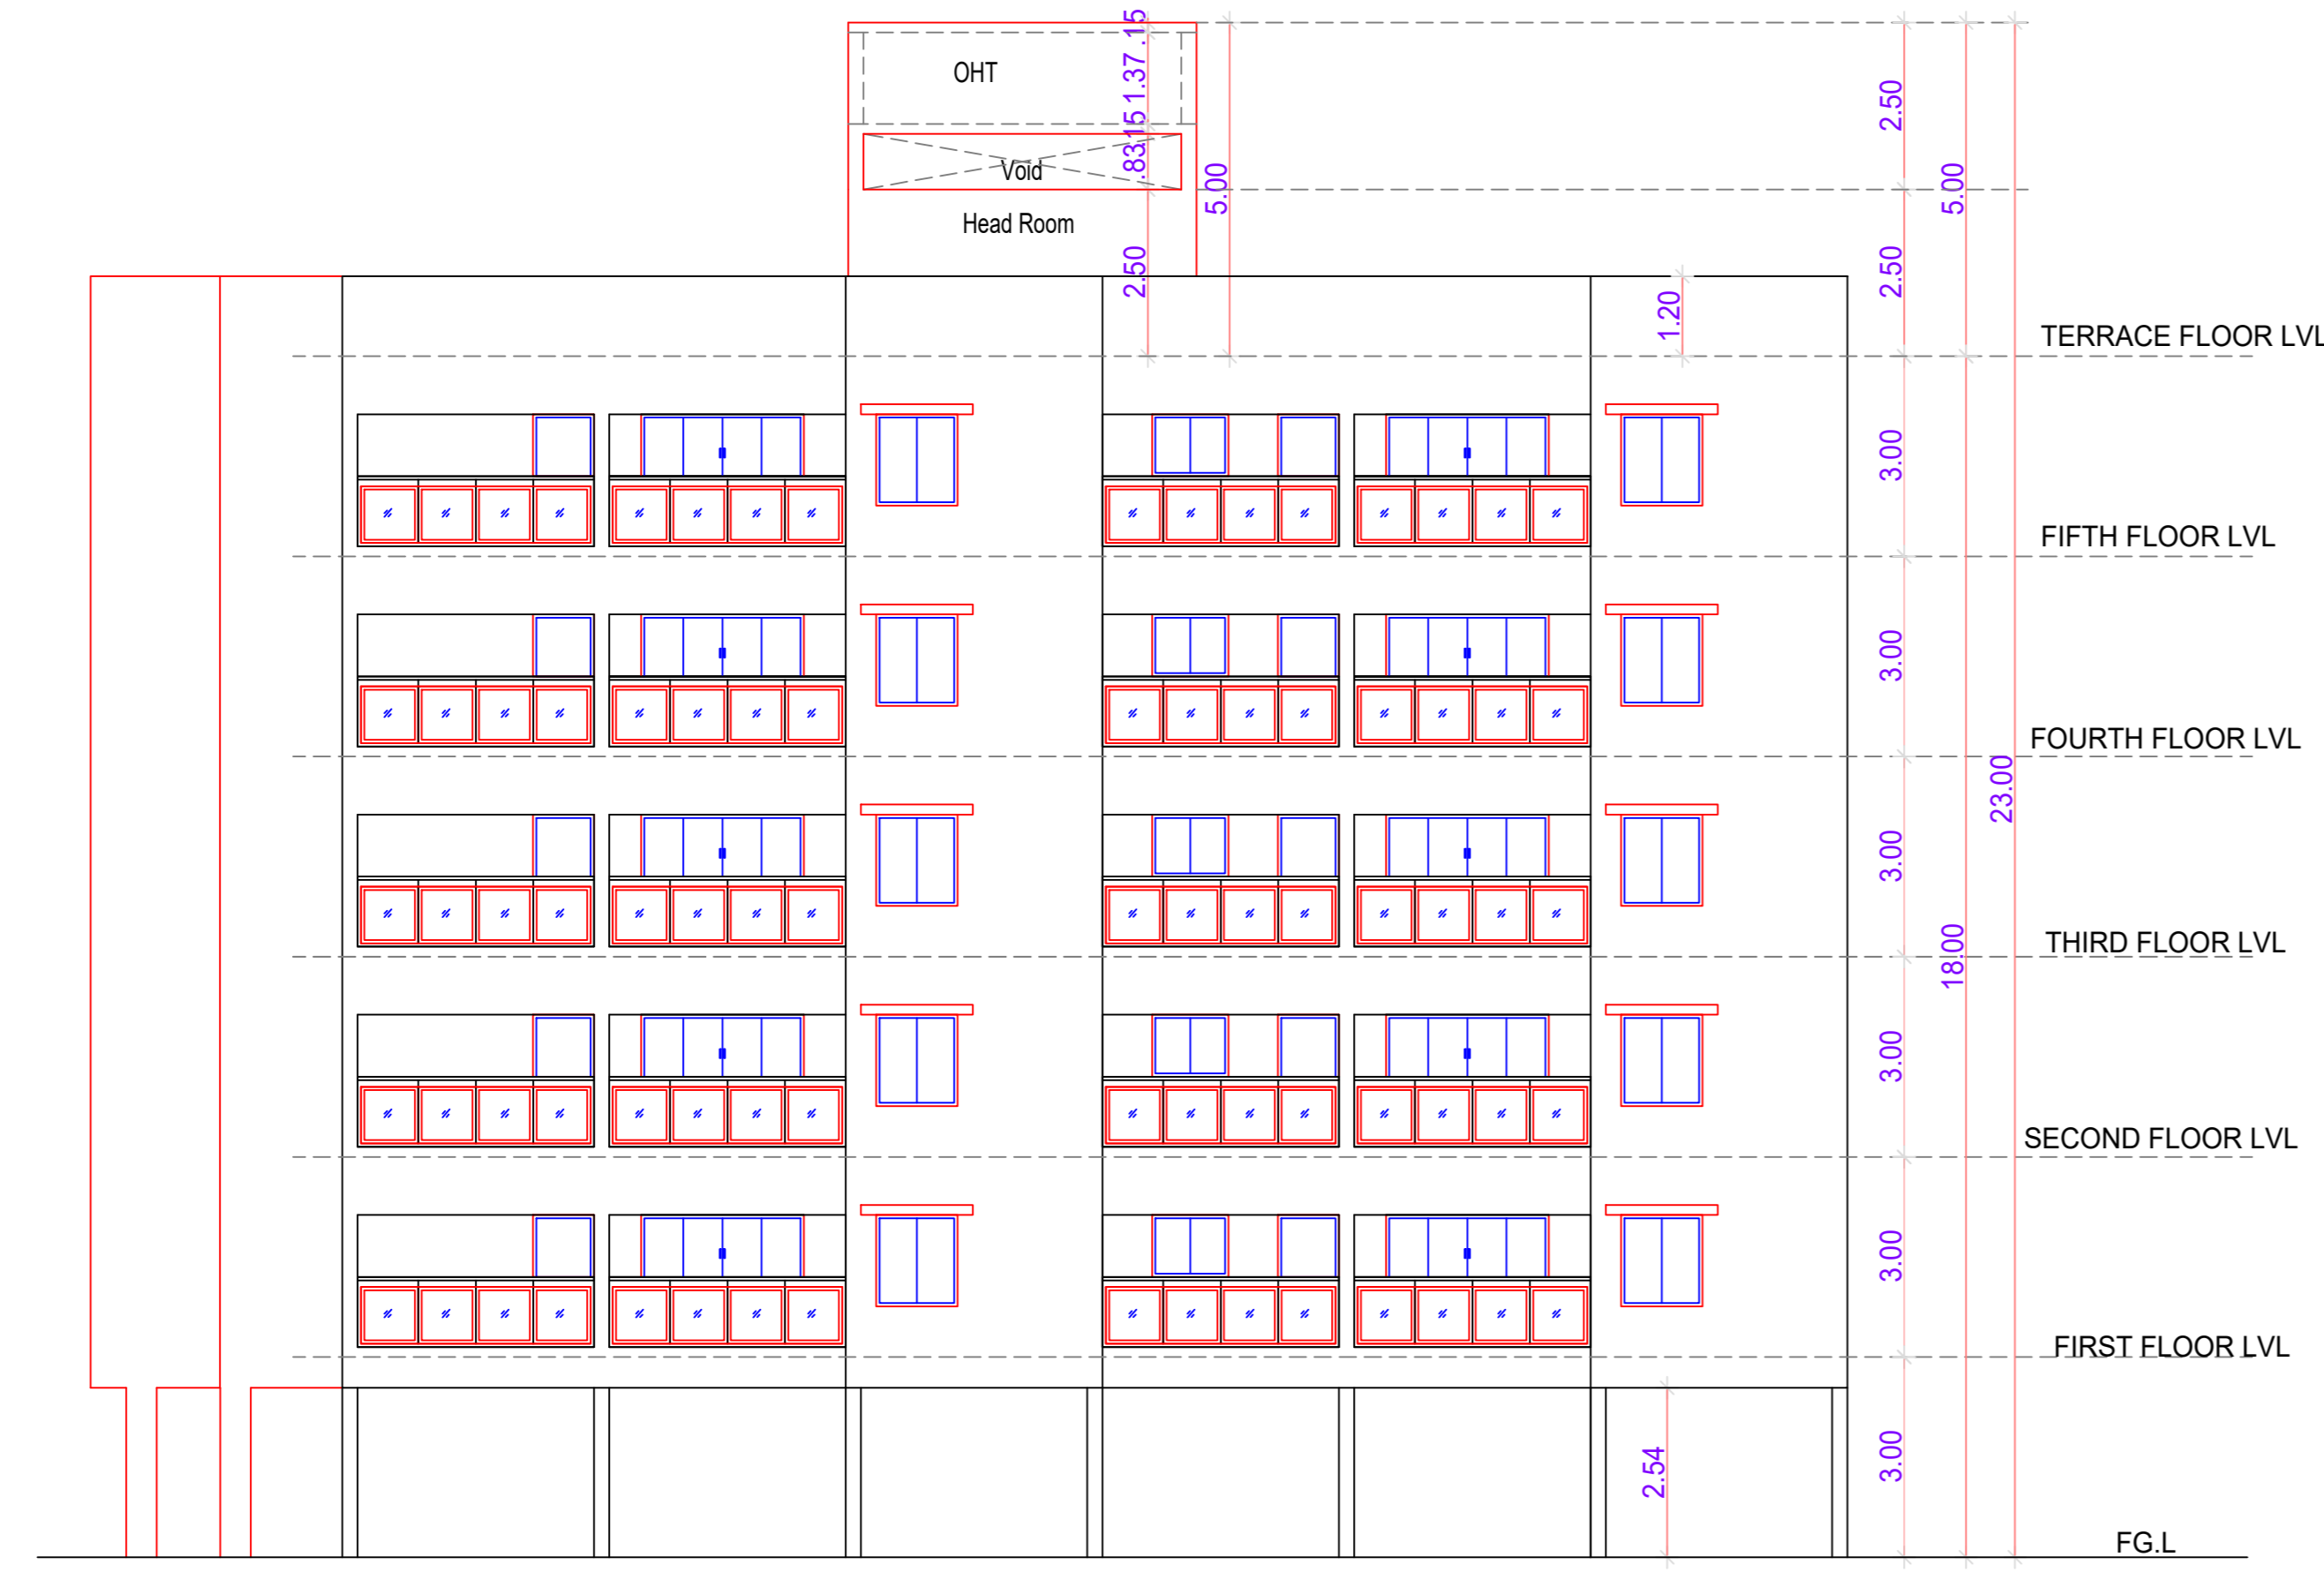 .15
OHT
1.37
2.50
.15
.83
Void
5.00
5.00
Head Room
2.50
2.50
1.20
TERRACE FLOOR LVL
3.00
FIFTH FLOOR LVL
3.00
FOURTH FLOOR LVL
23.00
3.00
THIRD FLOOR LVL
18.00
3.00
SECOND FLOOR LVL
3.00
FIRST FLOOR LVL
2.54
3.00
FG.L